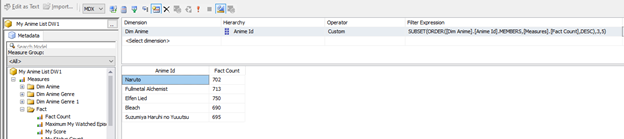 Edit as Text Import... MDX
My Anime List DW1 ...
Metadata
Search Model
Measure Group:
<All>
My Anime List DW1
Measures
Dim Anime
Dim Anime Genre
Dim Anime Genre 1
Fact
Fact Count
Maximum My Watched Epis
My Score
Dimension Hierarchy Operator Filter Expression
Dim Anime Anime Id Custom SUBSET(ORDER([Dim Anime].[Anime Id].MEMBERS,[Measures].[Fact Count],DESC),3,5)
<Select dimension>
Anime Id Fact Count
Naruto 702
Fullmetal Alchemist 713
Elfen Lied 750
Bleach 690
Suzumiya Haruhi no Yuuutsu 695